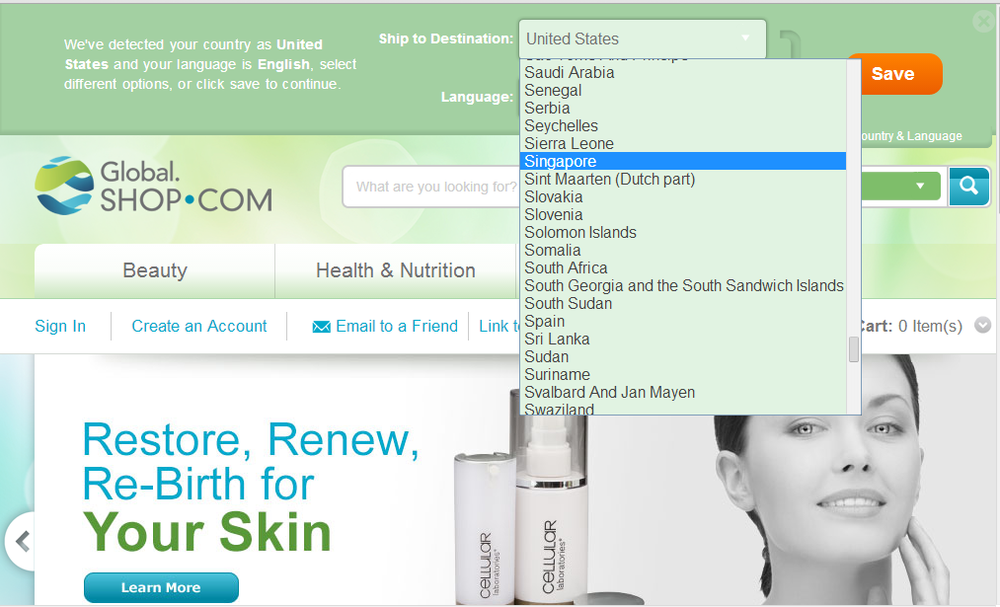 We've detected your country as United
States and your language is English, select
different options, or click save to continue.
Ship to Destination:
United States
Language:
Saudi Arabia
Senegal
Serbia
Seychelles
Sierra Leone
Singapore
Sint Maarten (Dutch part)
Slovakia
Slovenia
Solomon Islands
Somalia
South Africa
South Georgia and the South Sandwich Islands
South Sudan
Spain
Sri Lanka
Sudan
Suriname
Svalbard And Jan Mayen
Swaziland
Save
ountry & Language
Global.
SHOP•COM
What are you looking for?
Beauty
Health & Nutrition
Sign In
Create an Account
Email to a Friend
Link t
Cart: 0 Item(s)
Restore, Renew,
Re-Birth for
Your Skin
Learn More
CELLULAR
laboratories®
CELLULAR
laboratories®